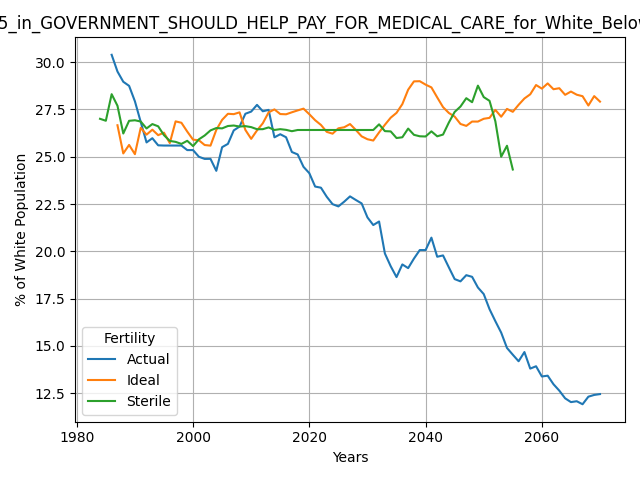 5_in_GOVERNMENT_SHOULD_HELP_PAY_FOR_MEDICAL_CARE_for_White_Below
30.0
27.5
25.0
22.5
20.0
17.5
15.0
12.5
% of White Population
Fertility
Actual
Ideal
Sterile
1980
2000
2020
2040
2060
Years